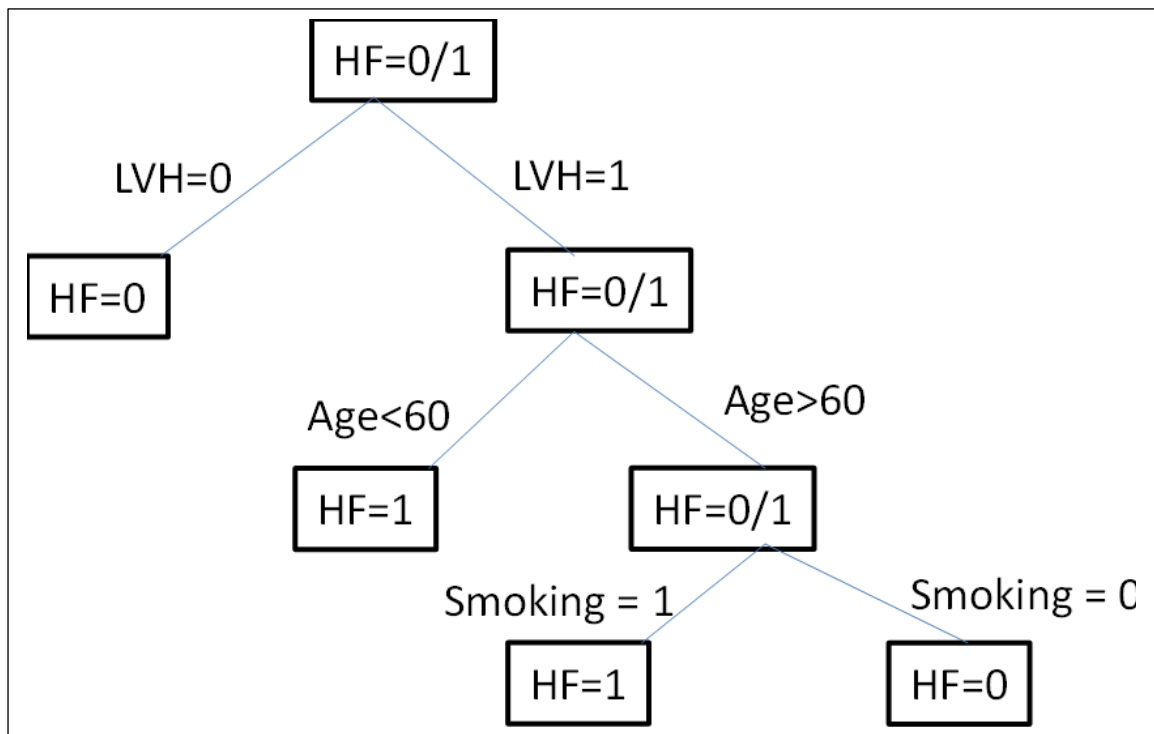 HF=0/1
LVH=0
LVH=1
HF=0
HF=0/1
Age<60
Age>60
HF=1
HF=0/1
Smoking = 1
Smoking = 0
HF=1
HF=0